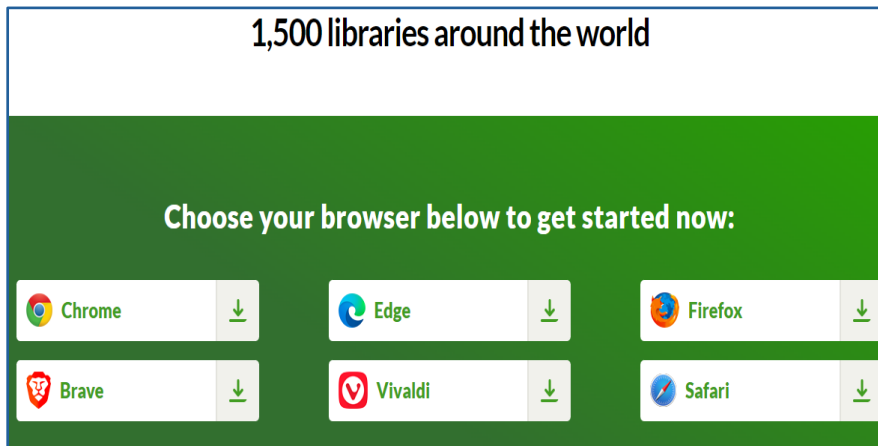 1,500 libraries around the world
Choose your browser below to get started now:
Chrome
Edge
Firefox
Brave
Vivaldi
Safari